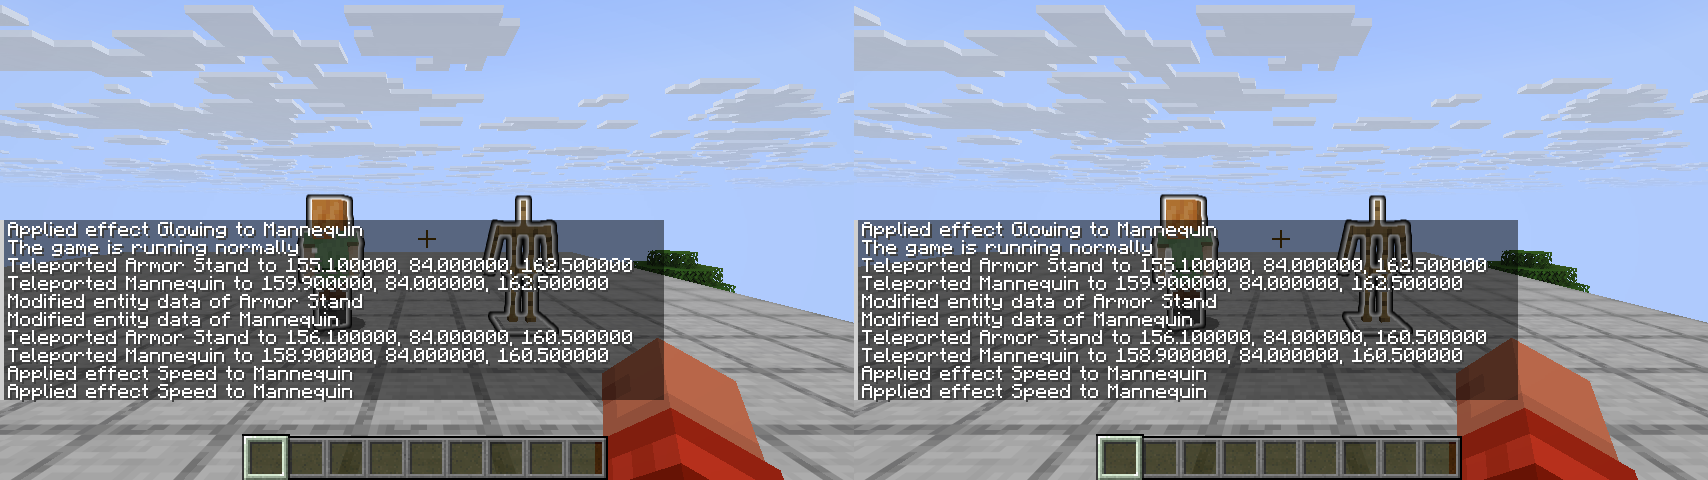 Applied effect Glowing to Mannequin
The game is running normally
Teleported Armor Stand to 155.100000, 84.000000, 162.500000
Teleported Mannequin to 159.900000, 84.000000, 162.500000
Modified entity data of Armor Stand
Modified entity data of Mannequin
Teleported Armor Stand to 156.100000, 84.000000, 160.500000
Teleported Mannequin to 158.900000, 84.000000, 160.500000
Applied effect Speed to Mannequin
Applied effect Speed to Mannequin
Applied effect Glowing to Mannequin
The game is running normally
Teleported Armor Stand to 155.100000, 84.000000, 162.500000
Teleported Mannequin to 159.900000, 84.000000, 162.500000
Modified entity data of Armor Stand
Modified entity data of Mannequin
Teleported Armor Stand to 156.100000, 84.000000, 160.500000
Teleported Mannequin to 158.900000, 84.000000, 160.500000
Applied effect Speed to Mannequin
Applied effect Speed to Mannequin